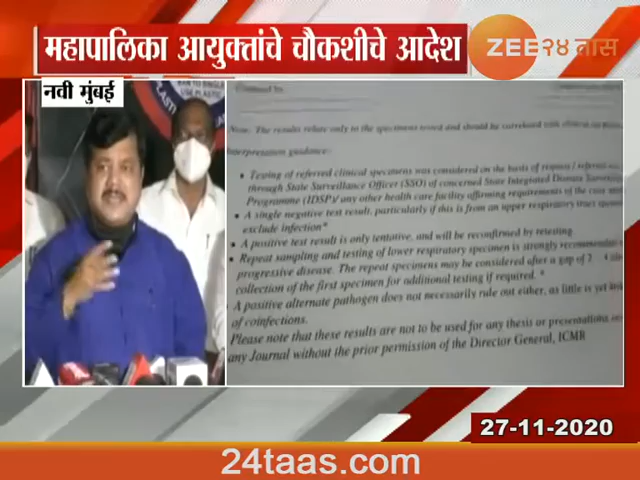 महापालिका आयुक्तांचे चौकशीचे आदेश
ZEE २४ तास
नवी मुंबई
USE PLASTIC
Note: The results relate only to the specimens tested and should be correlated with clinical
Interpretation guidance:-
• Testing of referred clinical specimens was considered on the basis of request / referral
through State Surveillance Officer (SSO) of concerned State Integrated Disease
Programme (IDSP)/ any other health care facility affirming requirements of the case
• A single negative test result, particularly if this is from an upper respiratory tract
exclude infection*
• A positive test result is only tentative, and will be reconfirmed by retesting
• Repeat sampling and testing of lower respiratory specimen is strongly
progressive disease. The repeat specimens may be considered after a gap of 2
collection of the first specimen for additional testing if required. *
A positive alternate pathogen does not necessarily rule out either, as little is yet
of coinfections.
Please note that these results are not to be used for any thesis or presentations
any Journal without the prior permission of the Director General, ICMR
27-11-2020
24taas.com